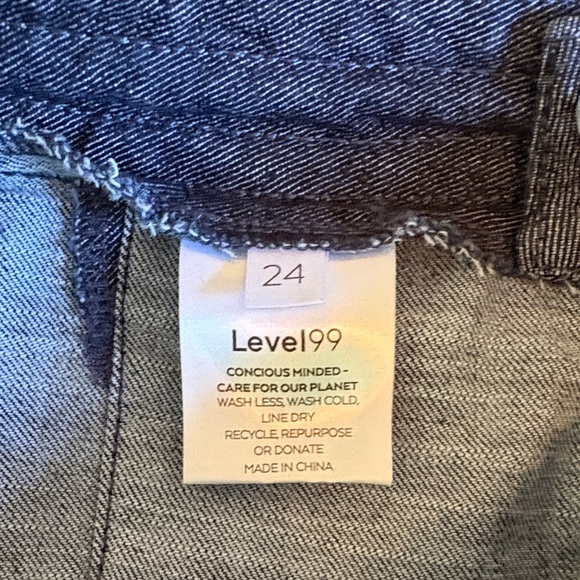 24
Level99
CONCIOUS MINDED -
CARE FOR OUR PLANET
WASH LESS, WASH COLD,
LINE DRY
RECYCLE, REPURPOSE
OR DONATE
MADE IN CHINA